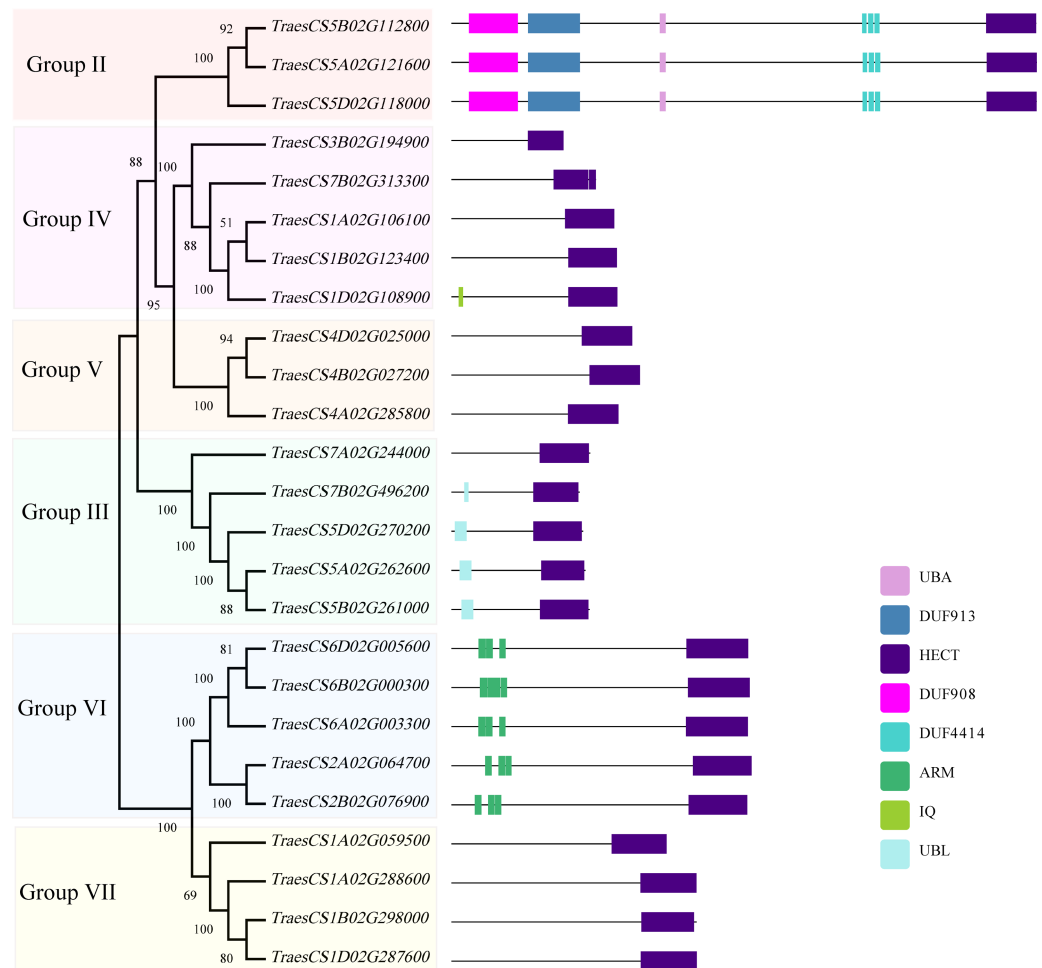 Group II
92
100
TraesCS5B02G112800
TraesCS5A02G121600
TraesCS5D02G118000
Group IV
88
100
88
51
100
95
TraesCS3B02G194900
TraesCS7B02G313300
TraesCS1A02G106100
TraesCS1B02G123400
TraesCS1D02G108900
Group V
94
100
TraesCS4D02G025000
TraesCS4B02G027200
TraesCS4A02G285800
Group III
100
100
100
88
TraesCS7A02G244000
TraesCS7B02G496200
TraesCS5D02G270200
TraesCS5A02G262600
TraesCS5B02G261000
Group VI
81
100
100
100
100
TraesCS6D02G005600
TraesCS6B02G000300
TraesCS6A02G003300
TraesCS2A02G064700
TraesCS2B02G076900
Group VII
69
100
80
TraesCS1A02G059500
TraesCS1A02G288600
TraesCS1B02G298000
TraesCS1D02G287600
UBA
DUF913
HECT
DUF908
DUF4414
ARM
IQ
UBL